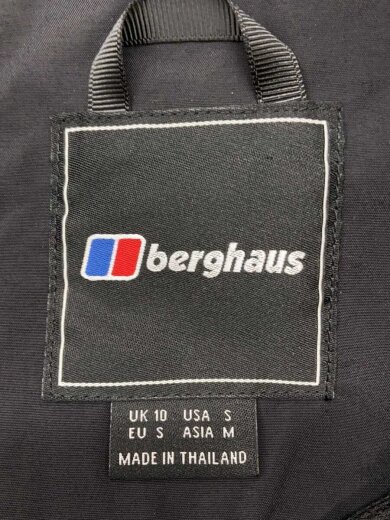 berghaus
UK 10 USA S
EU S ASIA M
MADE IN THAILAND